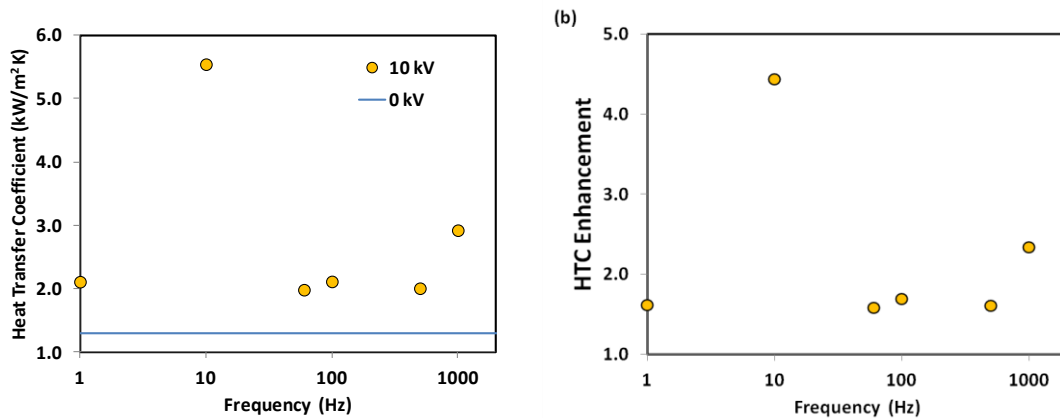 Heat Transfer Coefficient (kW/m² K)
6.0
5.0
4.0
3.0
2.0
1.0
10 kV
0 kV
1 10 100 1000
Frequency (Hz)
(b)
HTC Enhancement
5.0
4.0
3.0
2.0
1.0
1 10 100 1000
Frequency (Hz)